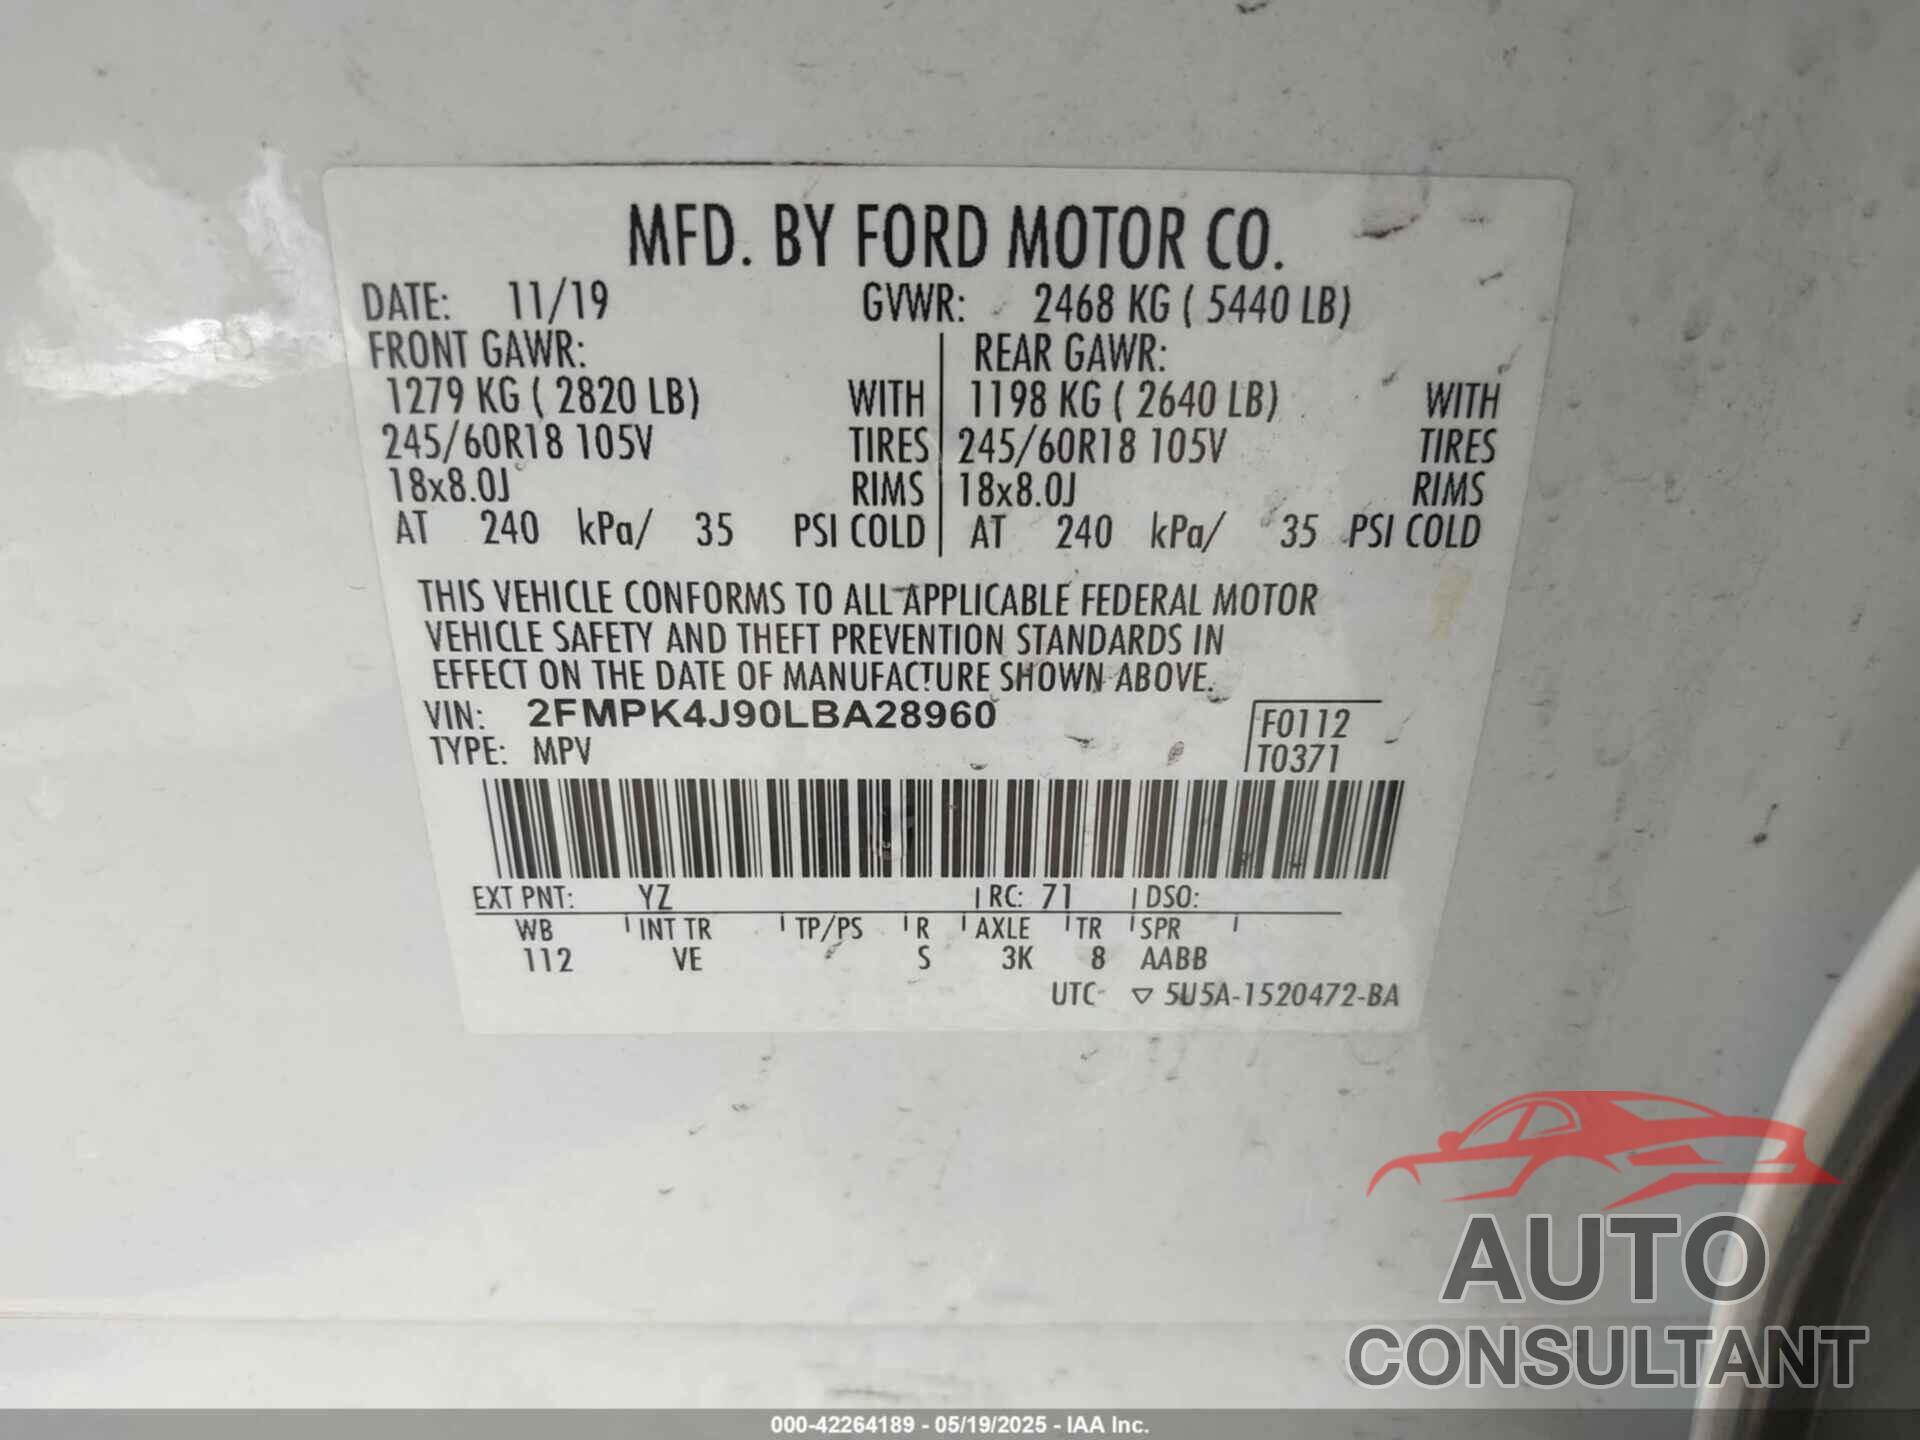 MFD. BY FORD MOTOR CO.
DATE: 11/19 GVWR: 2468 KG ( 5440 LB)
FRONT GAWR: REAR GAWR:
1279 KG ( 2820 LB) WITH 1198 KG ( 2640 LB) WITH
245/60R18 105V TIRES 245/60R18 105V TIRES
18x8.0J RIMS 18x8.0J RIMS
AT 240 kPa/ 35 PSI COLD AT 240 kPa/ 35 PSI COLD
THIS VEHICLE CONFORMS TO ALL APPLICABLE FEDERAL MOTOR
VEHICLE SAFETY AND THEFT PREVENTION STANDARDS IN
EFFECT ON THE DATE OF MANUFACTURE SHOWN ABOVE.
VIN: 2FMPK4J90LBA28960 F0112
TYPE: MPV T0371
EXT PNT: YZ RC: 71 DSO:
WB INT TR TP/PS R AXLE TR SPR
112 VE S 3K 8 AABB
UTC ▽ 5U5A-1520472-BA
AUTO
CONSULTANT
000-42264189 - 05/19/2025 - IAA Inc.